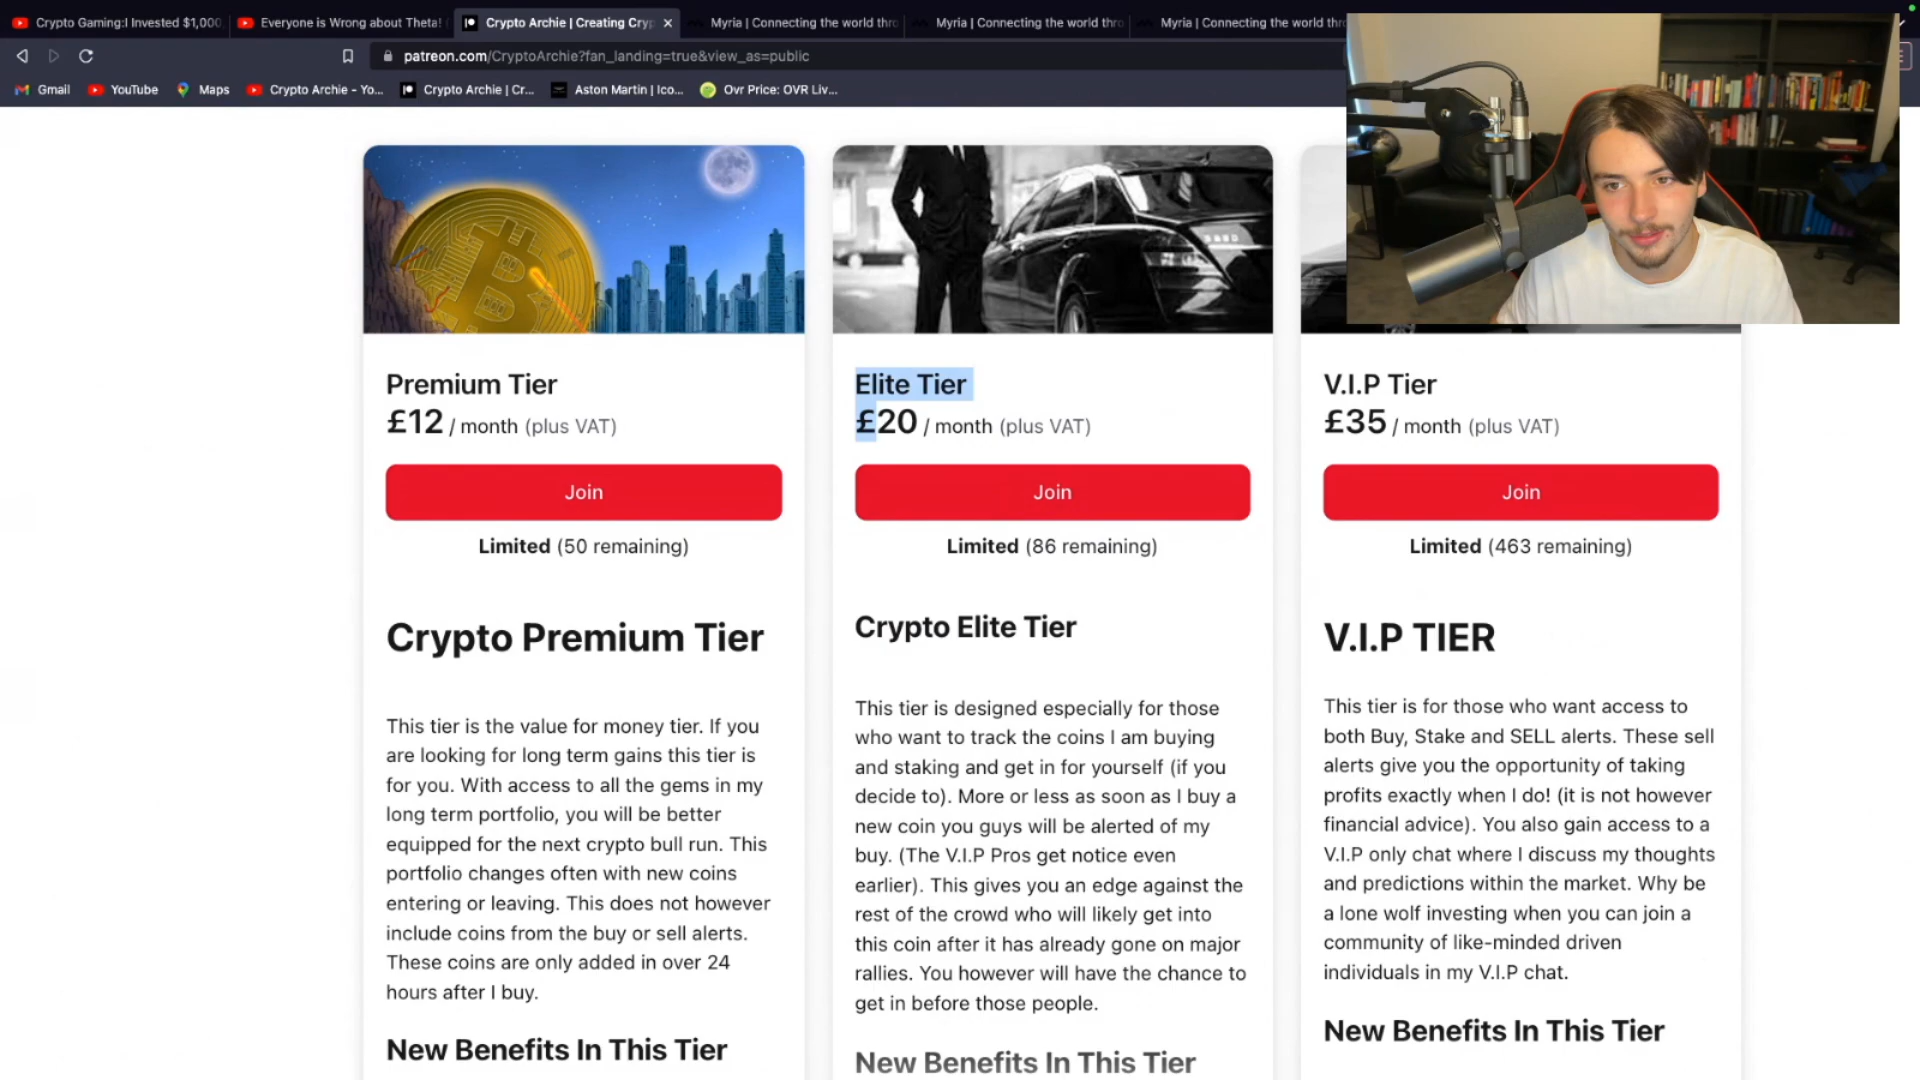 Crypto Gaming:I Invested $1,000
Everyone is Wrong about Theta!
Crypto Archie | Creating Cryp
Myria | Connecting the world thro
Myria | Connecting the world thro
Myria | Connecting the world thro
patreon.com/CryptoArchie?fan_landing=true&view_as=public
Gmail
YouTube
Maps
Crypto Archie - Yo...
Crypto Archie | Cr...
Aston Martin | Ico...
Ovr Price: OVR Liv...
Premium Tier
£12 / month (plus VAT)
Join
Limited (50 remaining)
Crypto Premium Tier
This tier is the value for money tier. If you
are looking for long term gains this tier is
for you. With access to all the gems in my
long term portfolio, you will be better
equipped for the next crypto bull run. This
portfolio changes often with new coins
entering or leaving. This does not however
include coins from the buy or sell alerts.
These coins are only added in over 24
hours after I buy.
New Benefits In This Tier
Elite Tier
£20 / month (plus VAT)
Join
Limited (86 remaining)
Crypto Elite Tier
This tier is designed especially for those
who want to track the coins I am buying
and staking and get in for yourself (if you
decide to). More or less as soon as I buy a
new coin you guys will be alerted of my
buy. (The V.I.P Pros get notice even
earlier). This gives you an edge against the
rest of the crowd who will likely get into
this coin after it has already gone on major
rallies. You however will have the chance to
get in before those people.
New Benefits In This Tier
V.I.P Tier
£35 / month (plus VAT)
Join
Limited (463 remaining)
V.I.P TIER
This tier is for those who want access to
both Buy, Stake and SELL alerts. These sell
alerts give you the opportunity of taking
profits exactly when I do! (it is not however
financial advice). You also gain access to a
V.I.P only chat where I discuss my thoughts
and predictions within the market. Why be
a lone wolf investing when you can join a
community of like-minded driven
individuals in my V.I.P chat.
New Benefits In This Tier